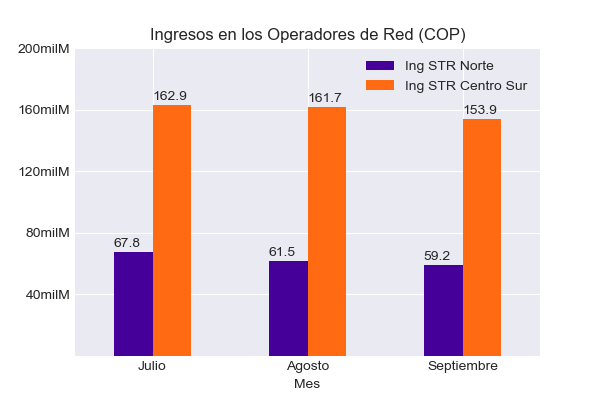 Ingresos en los Operadores de Red (COP)
200milM
160milM
120milM
80milM
40milM
Ing STR Norte
Ing STR Centro Sur
67.8
162.9
61.5
161.7
59.2
153.9
Julio
Agosto
Septiembre
Mes